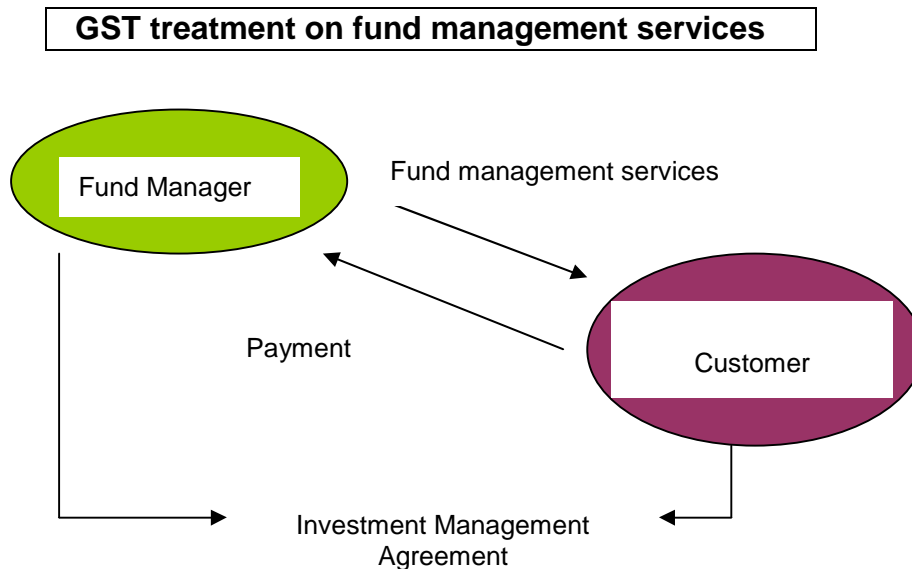 GST treatment on fund management services
Fund Manager
Fund management services
Payment
Customer
Investment Management
Agreement